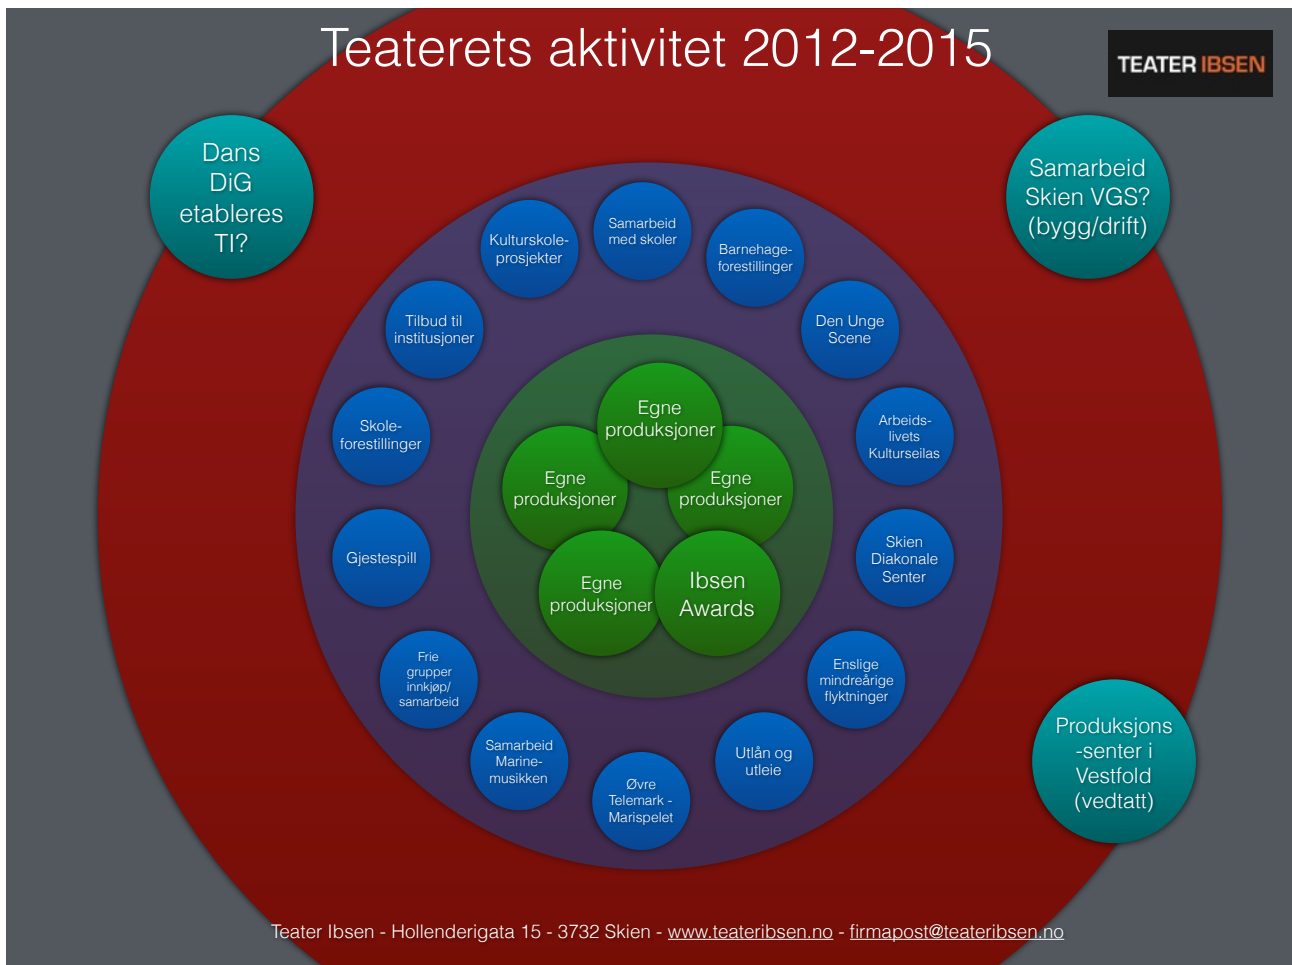 Teaterets aktivitet 2012-2015
TEATER IBSEN
Dans
DiG
etableres
TI?
Samarbeid
Skien VGS?
(bygg/drift)
Samarbeid
med skoler
Kulturskole-
prosjekter
Barnehage-
forestillinger
Tilbud til
institusjoner
Den Unge
Scene
Skole-
forestillinger
Arbeids-
livets
Kulturseilas
Egne
produksjoner
Egne
produksjoner
Egne
produksjoner
Egne
produksjoner
Ibsen
Awards
Gjestespill
Skien
Diakonale
Senter
Frie
grupper
innkjøp/
samarbeid
Enslige
mindreårige
flyktninger
Samarbeid
Marine-
musikken
Øvre
Telemark -
Marispelet
Utlån og
utleie
Produksjons
-senter i
Vestfold
(vedtatt)
Teater Ibsen - Hollenderigata 15 - 3732 Skien - www.teateribsen.no - firmapost@teateribsen.no